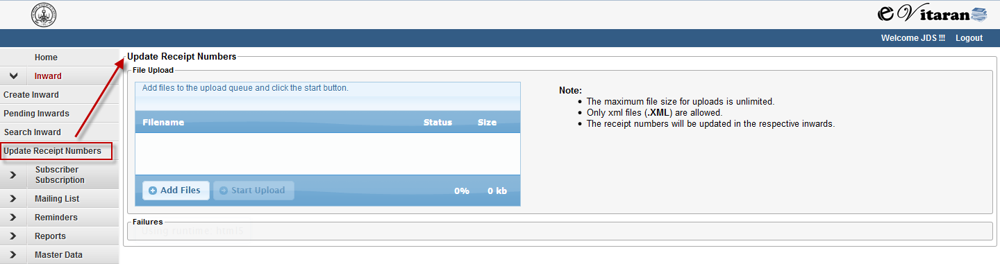 e Vitaran
Welcome JDS !!! Logout
Home
Inward
Create Inward
Pending Inwards
Search Inward
Update Receipt Numbers
Subscriber
Subscription
Mailing List
Reminders
Reports
Master Data
Update Receipt Numbers
File Upload
Add files to the upload queue and click the start button.
Filename Status Size
Add Files Start Upload 0% 0 kb
Note:
The maximum file size for uploads is unlimited.
Only xml files (.XML) are allowed.
The receipt numbers will be updated in the respective inwards.
Failures
Using runtime: html5